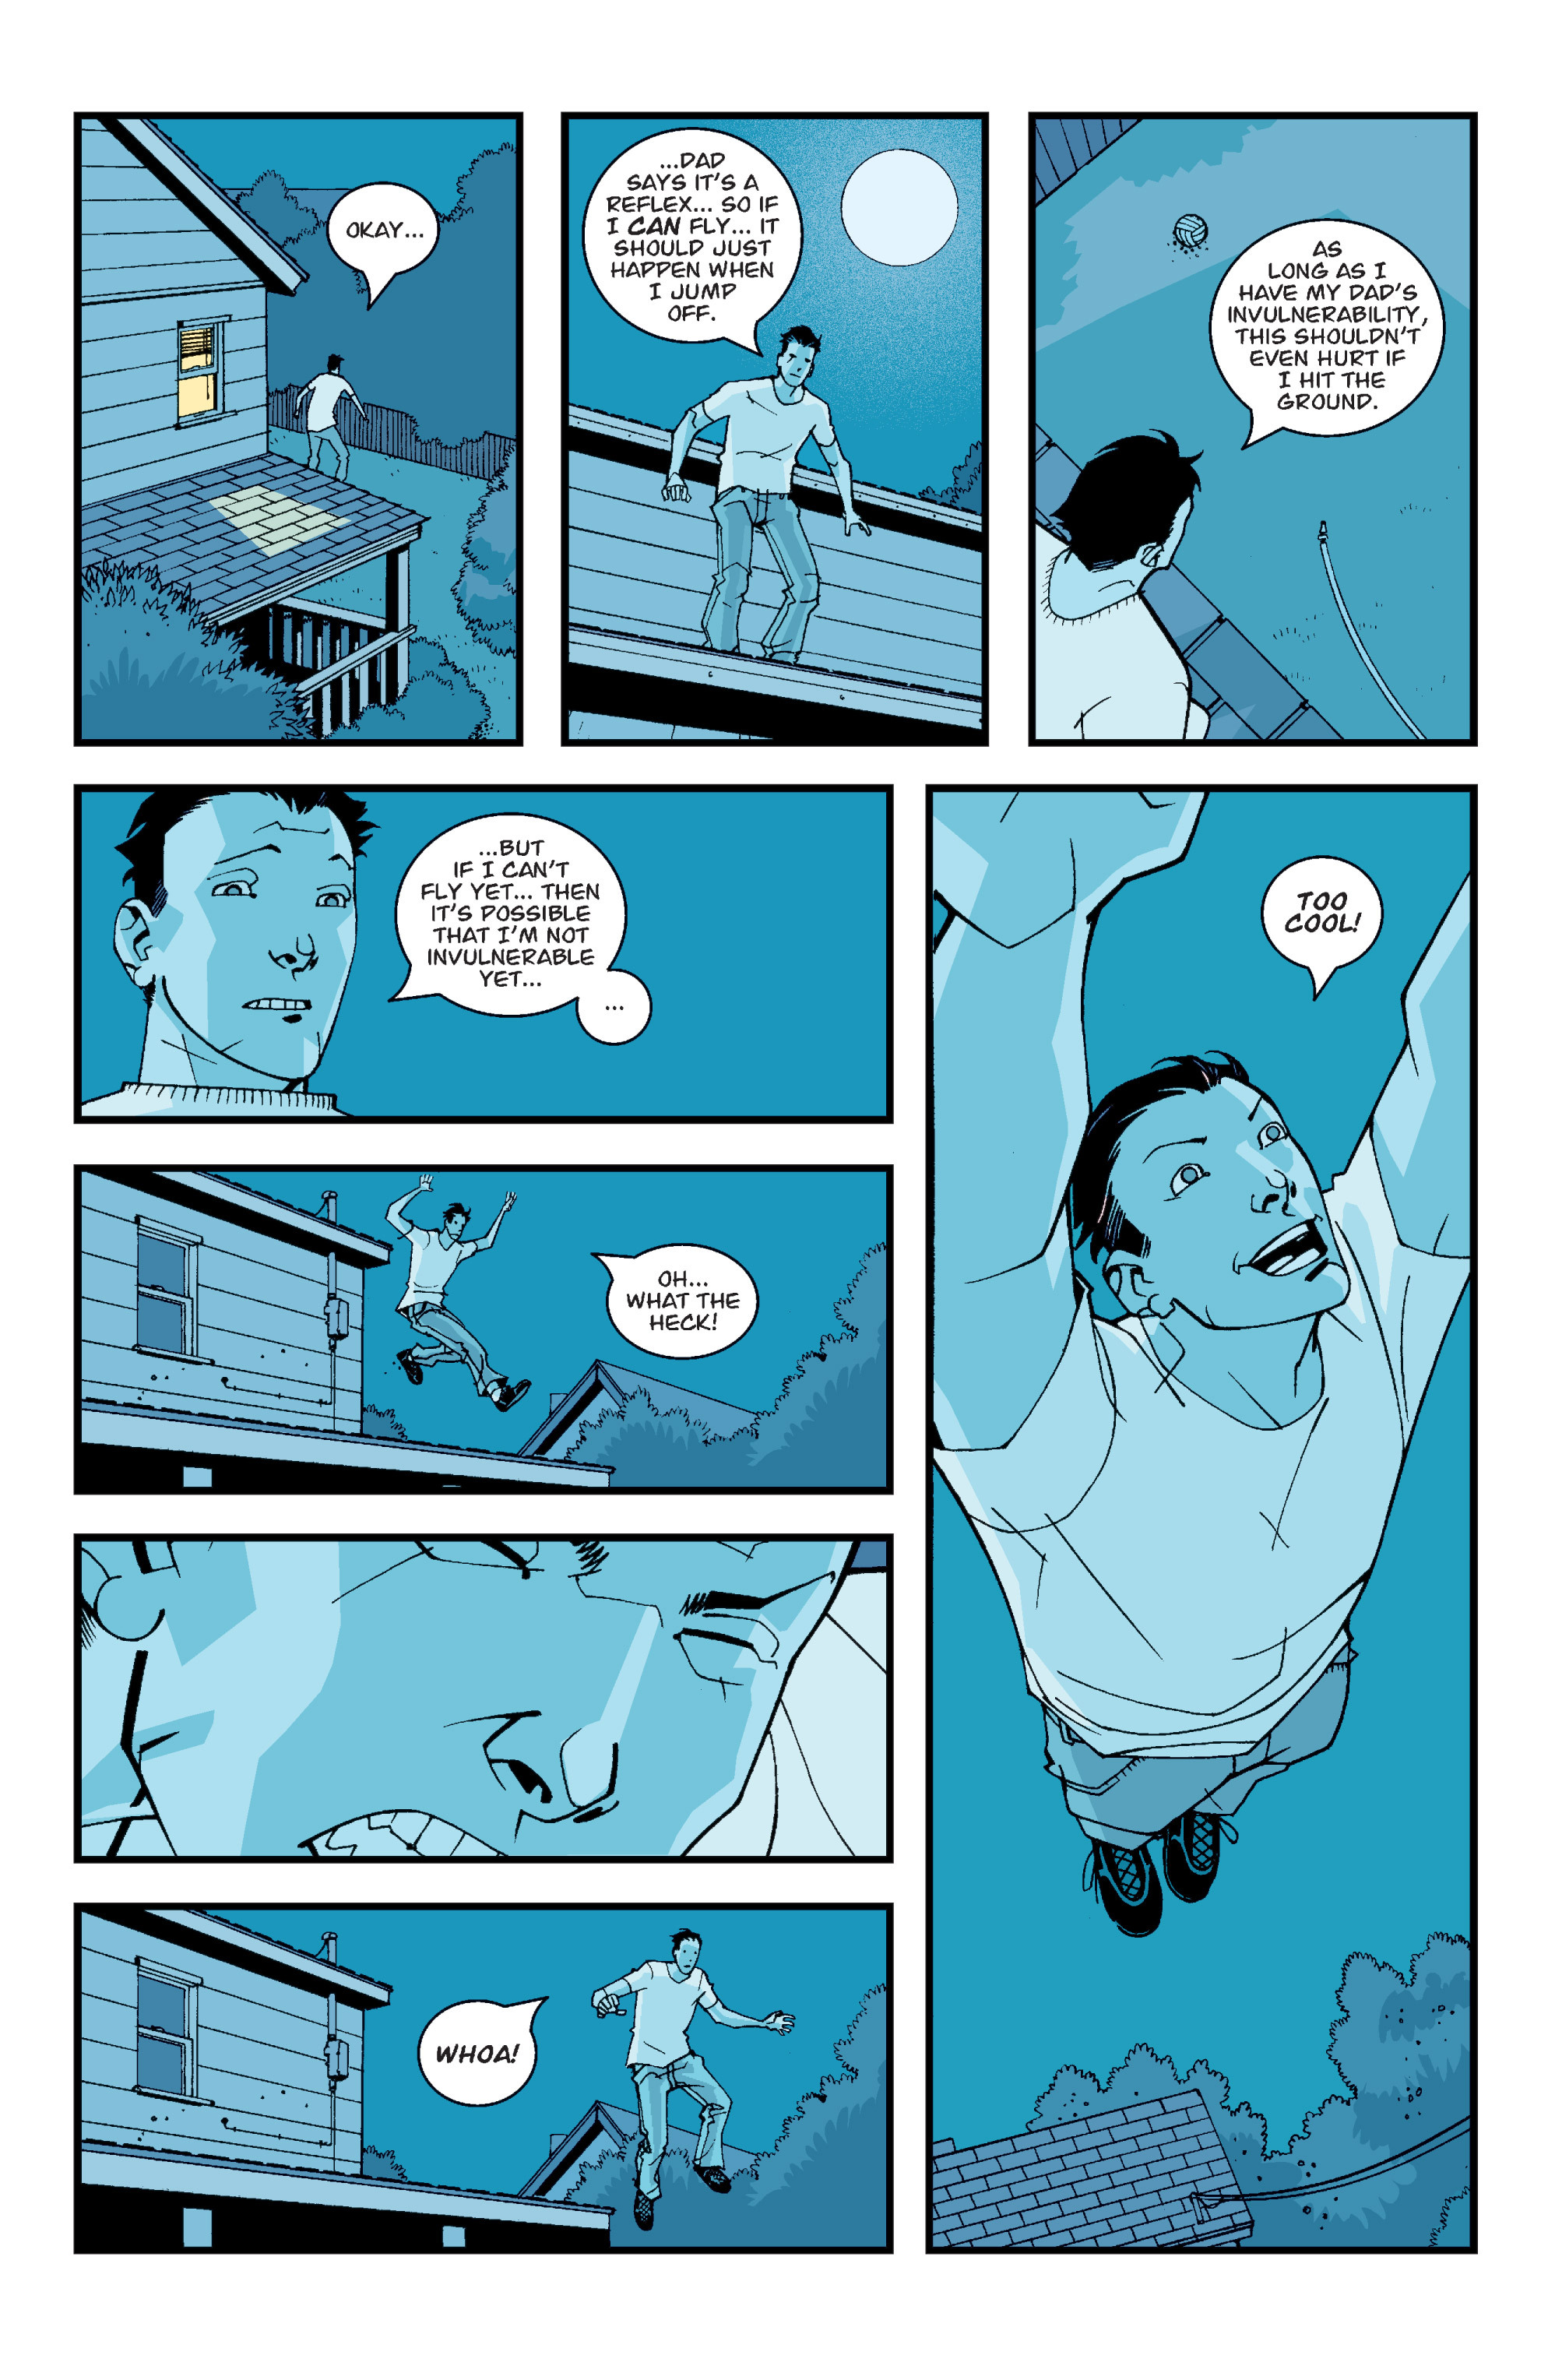 OKAY...
...DAD
SAYS IT'S A
REFLEX... SO IF
I CAN FLY... IT
SHOULD JUST
HAPPEN WHEN
I JUMP
OFF.
AS
LONG AS I
HAVE MY DAD'S
INVULNERABILITY,
THIS SHOULDN'T
EVEN HURT IF
I HIT THE
GROUND.
...BUT
IF I CAN'T
FLY YET... THEN
IT'S POSSIBLE
THAT I'M NOT
INVULNERABLE
YET...
...
OH...
WHAT THE
HECK!
WHOA!
TOO
COOL!